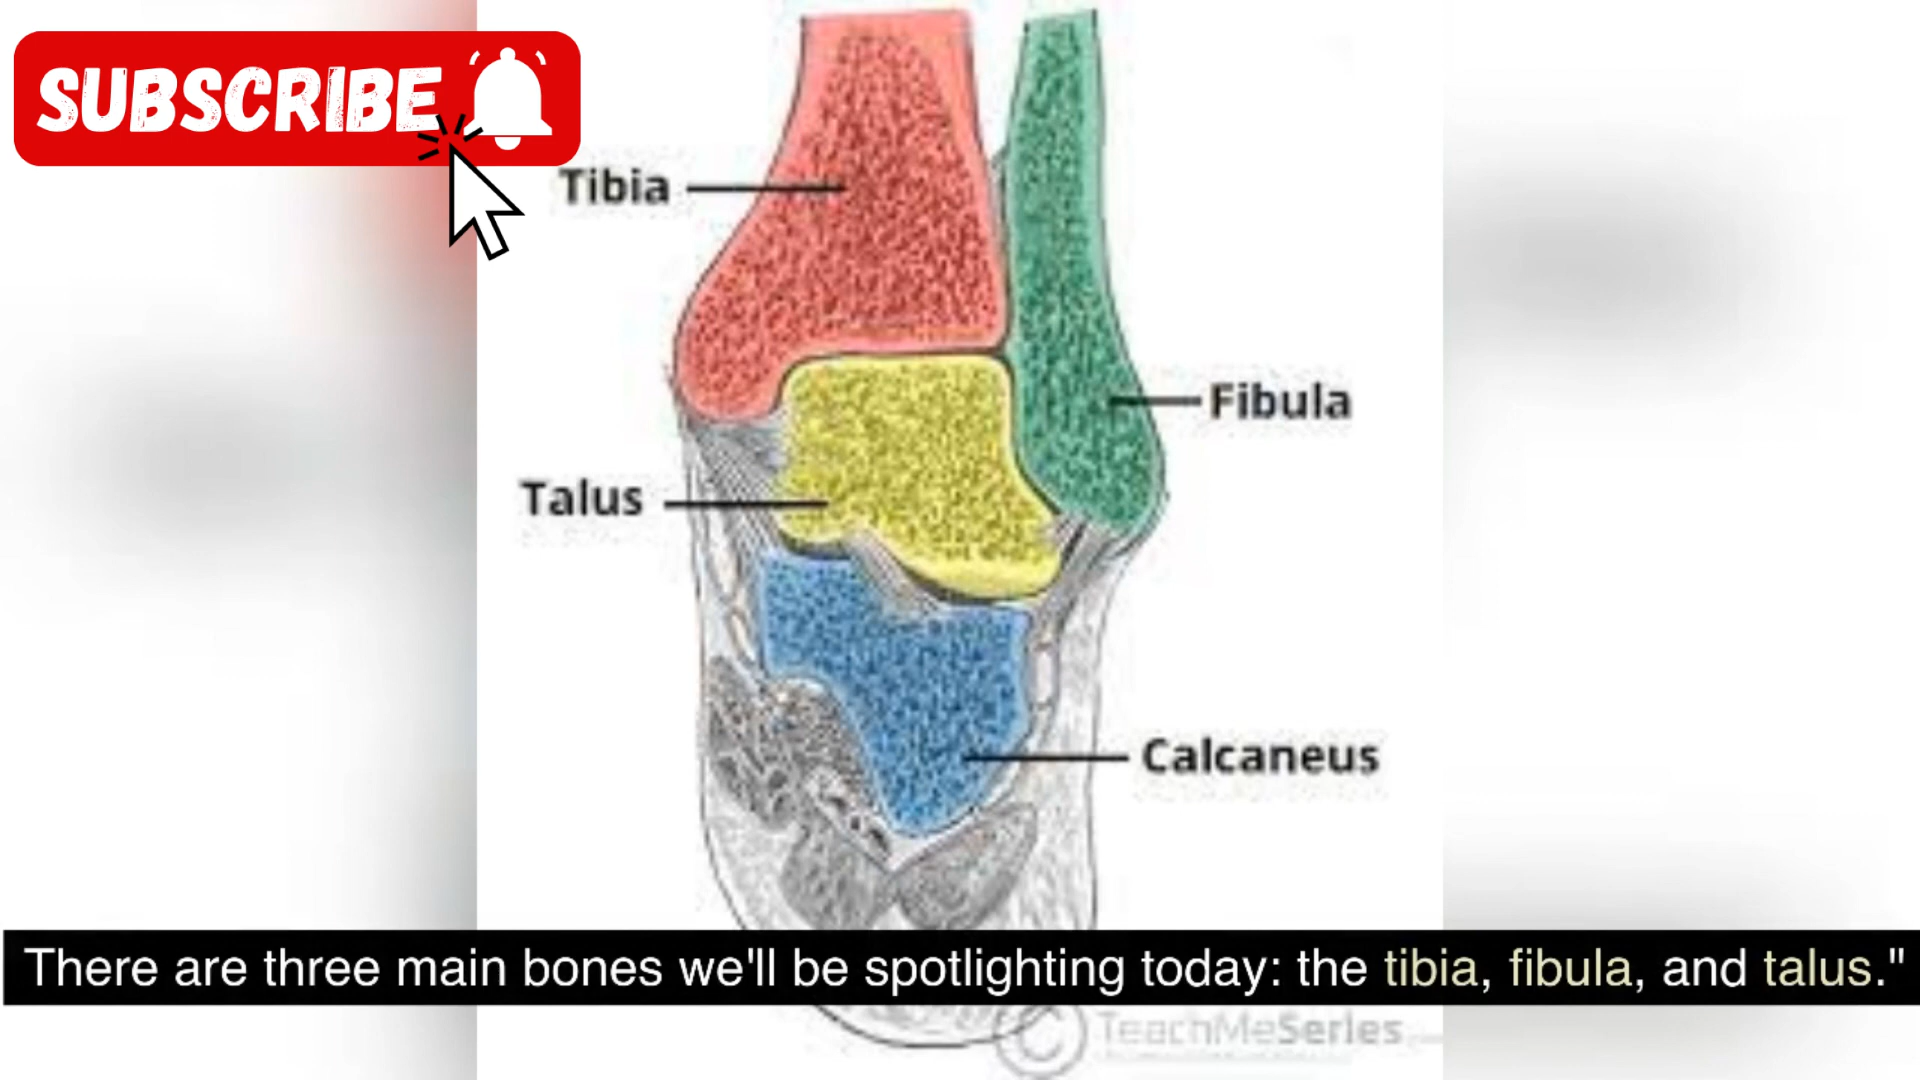 SUBSCRIBE
Tibia
Fibula
Talus
Calcaneus
There are three main bones we'll be spotlighting today: the tibia, fibula, and talus."
© TeachMeSeries